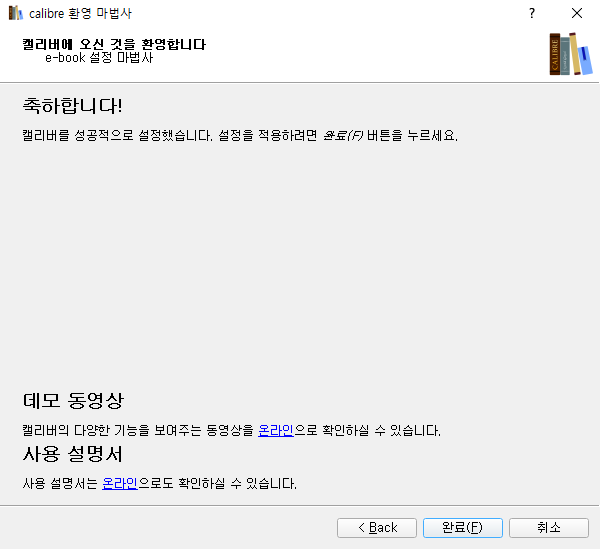 calibre 환영 마법사
?
캘리버에 오신 것을 환영합니다
e-book 설정 마법사
CALIBRE
축하합니다!
캘리버를 성공적으로 설정했습니다. 설정을 적용하려면 완료(F) 버튼을 누르세요.
데모 동영상
캘리버의 다양한 기능을 보여주는 동영상을 온라인으로 확인하실 수 있습니다.
사용 설명서
사용 설명서는 온라인으로도 확인하실 수 있습니다.
< Back 완료(F) 취소